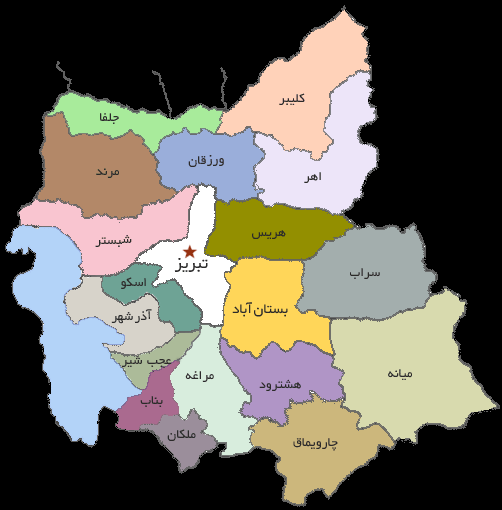 کلیبر
جلفا
ورزقان
مرند
اهر
هریس
شبستر
تبریز
سراب
اسکو
بستان آباد
آذرشهر
عجب شیر
مراغه
میانه
هشترود
بناب
ملکان
چارویماق